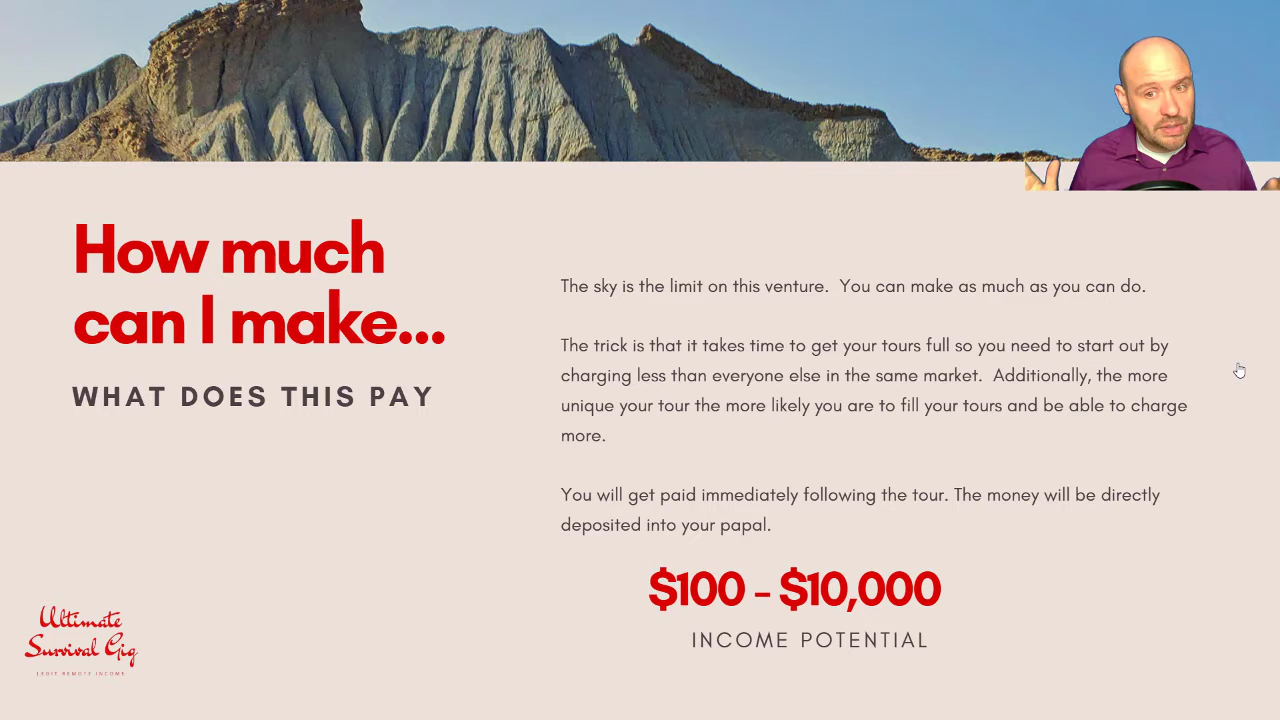 How much
can I make...
WHAT DOES THIS PAY
The sky is the limit on this venture.  You can make as much as you can do.
The trick is that it takes time to get your tours full so you need to start out by
charging less than everyone else in the same market.  Additionally, the more
unique your tour the more likely you are to fill your tours and be able to charge
more.
You will get paid immediately following the tour. The money will be directly
deposited into your papal.
$100 - $10,000
INCOME POTENTIAL
Ultimate
Survival Gig
LEGIT REMOTE INCOME